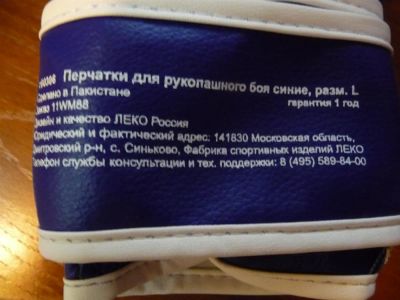 Перчатки для рукопашного боя синие, разм. L
Сделано в Пакистане гарантия 1 год
11WM88
Дизайн и качество ЛЕКО Россия
Юридический и фактический адрес: 141830 Московская область,
Дмитровский р-н, с. Синьково, Фабрика спортивных изделий ЛЕКО
Телефон службы консультации и тех. поддержки: 8 (495) 589-84-00